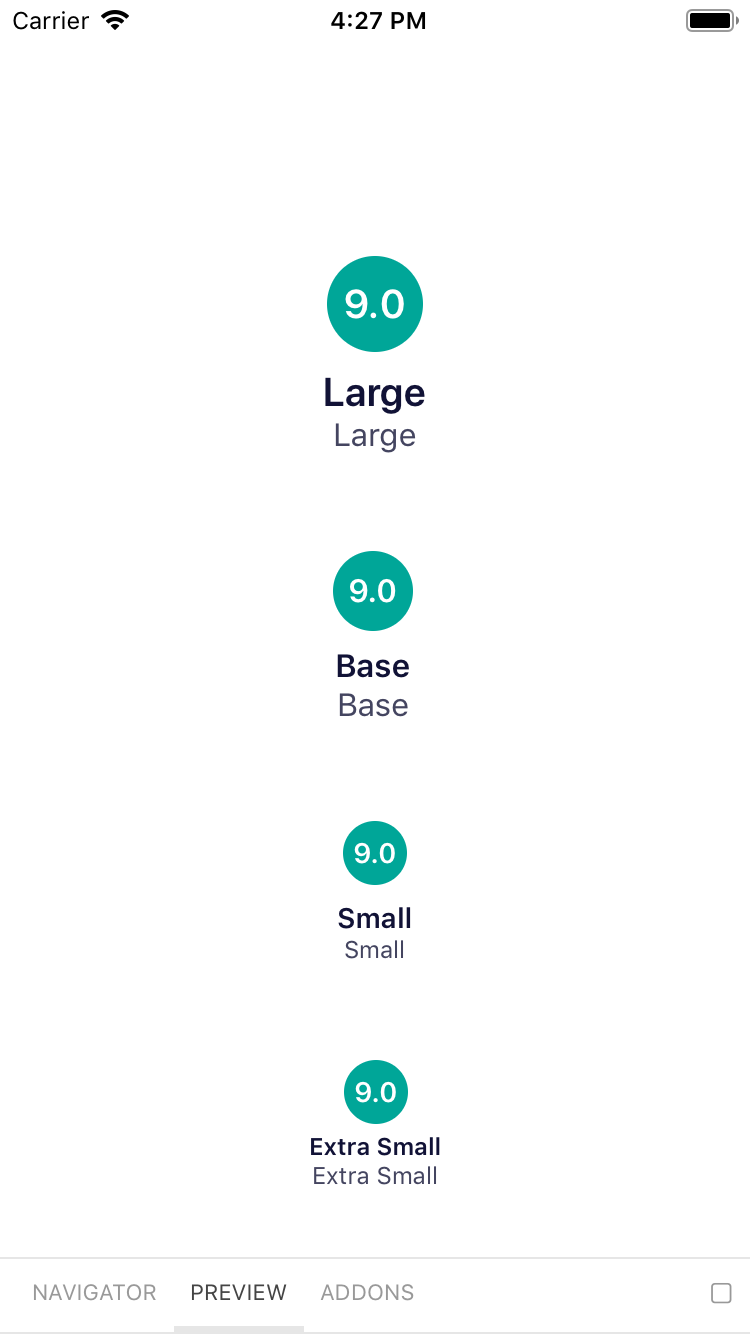 Carrier 4:27 PM
9.0
Large
Large
9.0
Base
Base
9.0
Small
Small
9.0
Extra Small
Extra Small
NAVIGATOR PREVIEW ADDONS